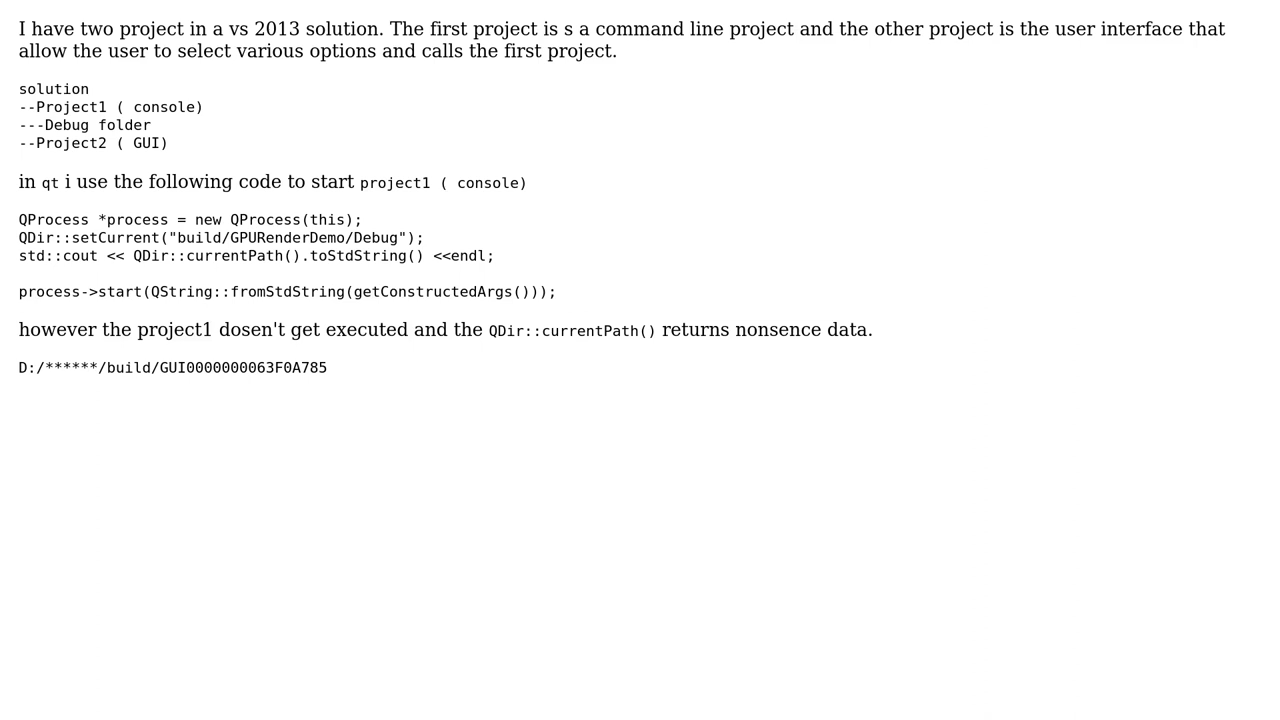 I have two project in a vs 2013 solution. The first project is s a command line project and the other project is the user interface that
allow the user to select various options and calls the first project.
solution
--Project1 ( console)
---Debug folder
--Project2 ( GUI)
in qt i use the following code to start project1 ( console)
QProcess *process = new QProcess(this);
QDir::setCurrent("build/GPURenderDemo/Debug");
std::cout << QDir::currentPath().toStdString() <<endl;
process->start(QString::fromStdString(getConstructedArgs()));
however the project1 dosen't get executed and the QDir::currentPath() returns nonsence data.
D:/******/build/GUI0000000063F0A785